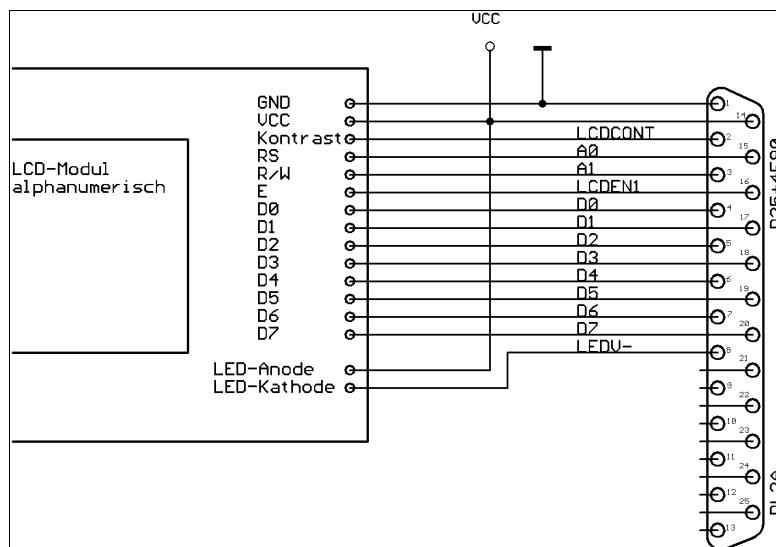 VCC
GND
VCC
Kontrast
LCDCONT
RS
A0
R/W
A1
E
LCDEN1
D0
D0
D1
D1
D2
D2
D3
D3
D4
D4
D5
D5
D6
D6
D7
D7
LEDV-
LED-Anode
LED-Kathode
LCD-Modul
alphanumerisch
1
14
2
15
3
16
4
17
5
18
6
19
7
20
8
21
9
22
10
23
11
24
12
25
13